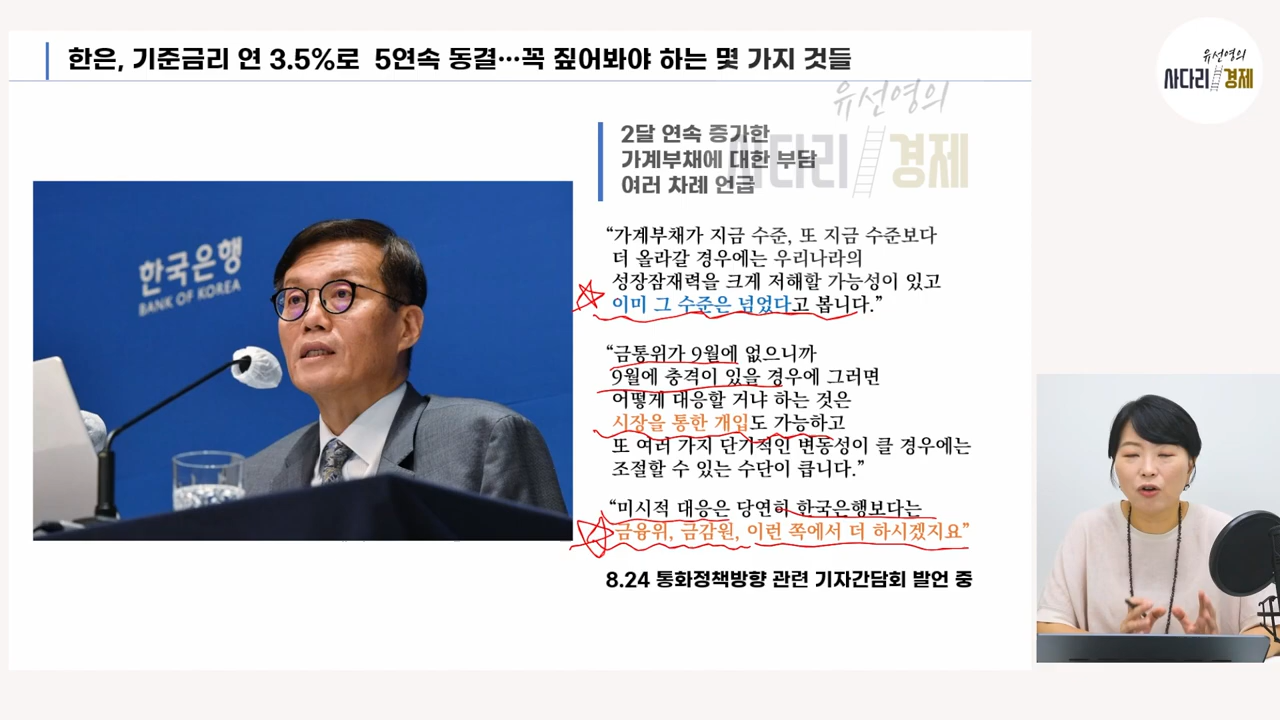 한은, 기준금리 연 3.5%로 5연속 동결…꼭 짚어봐야 하는 몇 가지 것들
유선영의
사다리 경제
유선영의
사다리 경제
2달 연속 증가한
가계부채에 대한 부담
여러 차례 언급
한국은행
BANK OF KOREA
“가계부채가 지금 수준, 또 지금 수준보다
더 올라갈 경우에는 우리나라의
성장잠재력을 크게 저해할 가능성이 있고
이미 그 수준은 넘었다고 봅니다.”
“금통위가 9월에 없으니까
9월에 충격이 있을 경우에 그러면
어떻게 대응할 거냐 하는 것은
시장을 통한 개입도 가능하고
또 여러 가지 단기적인 변동성이 클 경우에는
조절할 수 있는 수단이 큽니다.”
“미시적 대응은 당연히 한국은행보다는
금융위, 금감원, 이런 쪽에서 더 하시겠지요”
8.24 통화정책방향 관련 기자간담회 발언 중